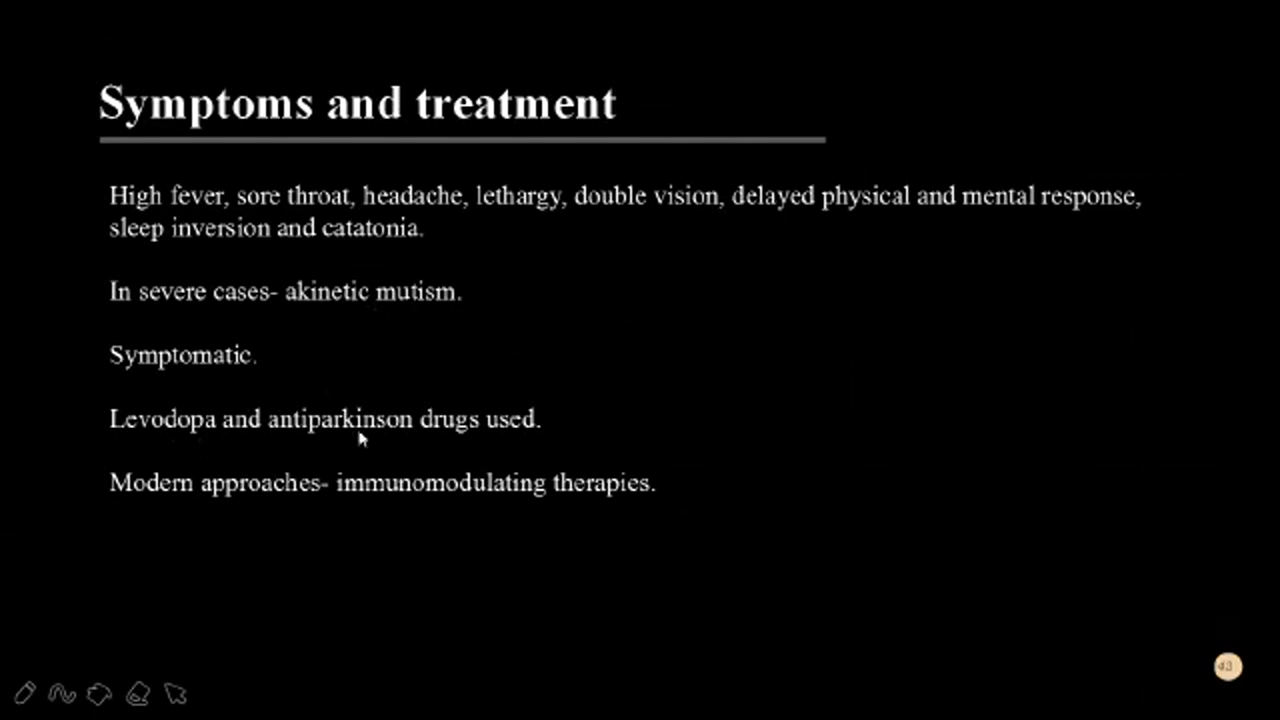 Symptoms and treatment
High fever, sore throat, headache, lethargy, double vision, delayed physical and mental response,
sleep inversion and catatonia.
In severe cases- akinetic mutism.
Symptomatic.
Levodopa and antiparkinson drugs used.
Modern approaches- immunomodulating therapies.
43